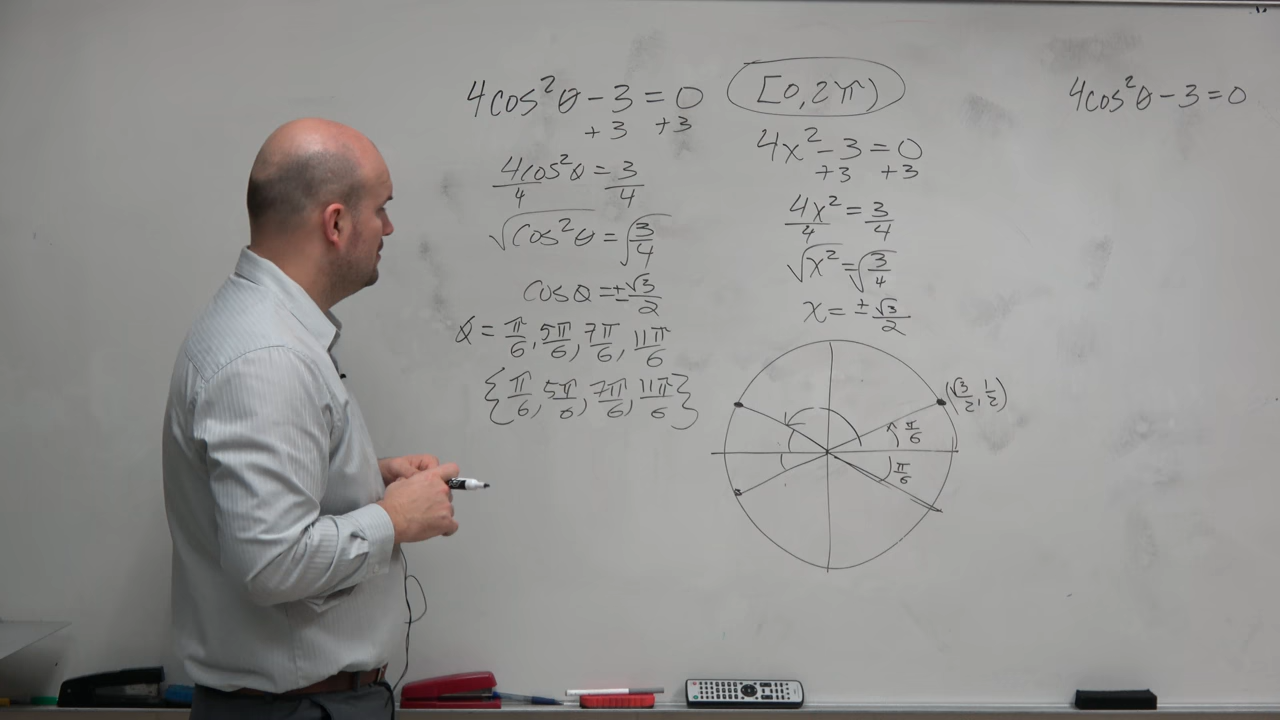 4cos²θ - 3 = 0
+3 +3
4cos²θ/4 = 3/4
√cos²θ = √3/4
cosθ = ±√3/2
θ = π/6, 5π/6, 7π/6, 11π/6
{π/6, 5π/6, 7π/6, 11π/6}
[0, 2π)
4x² - 3 = 0
+3 +3
4x²/4 = 3/4
√x² = √3/4
x = ±√3/2
(√3/2, 1/2)
π/6
π/6
4cos²θ - 3 = 0